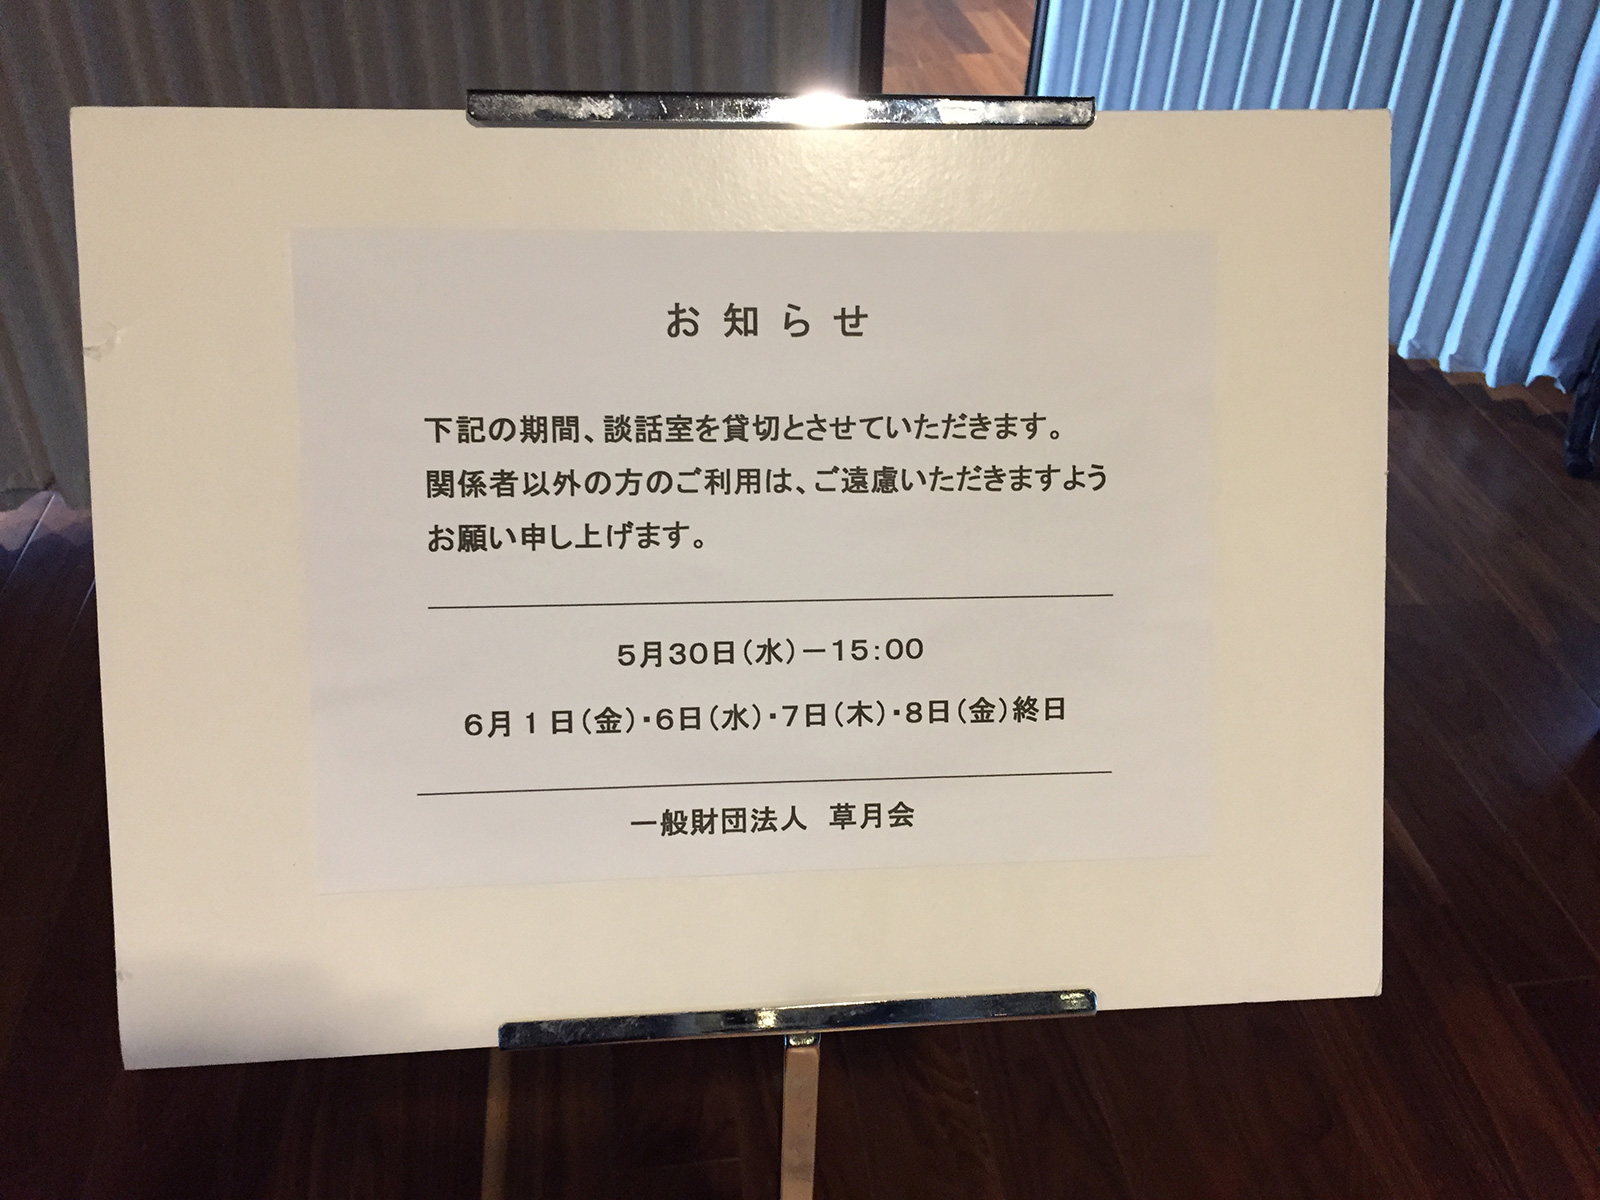 お知らせ
下記の期間、談話室を貸切とさせていただきます。
関係者以外の方のご利用は、ご遠慮いただきますよう
お願い申し上げます。
5月30日(水)－15:00
6月1日(金)・6日(水)・7日(木)・8日(金)終日
一般財団法人 草月会